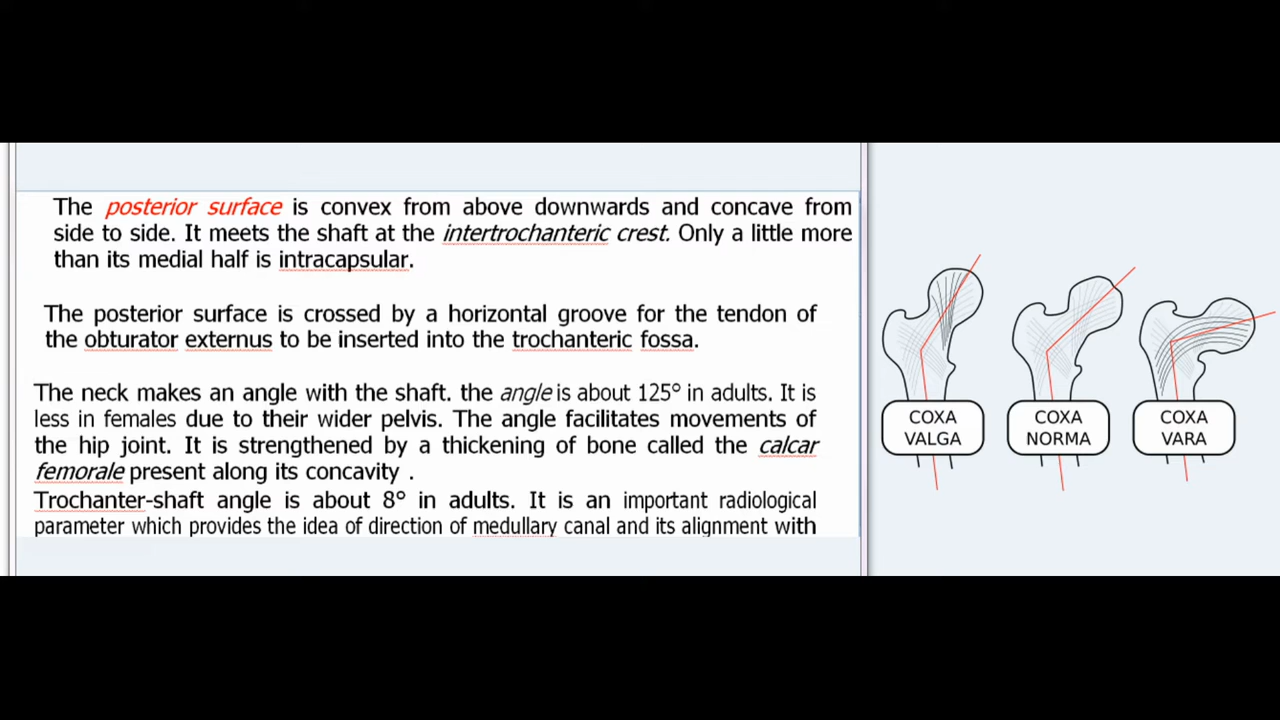 The posterior surface is convex from above downwards and concave from
side to side. It meets the shaft at the intertrochanteric crest. Only a little more
than its medial half is intracapsular.
The posterior surface is crossed by a horizontal groove for the tendon of
the obturator externus to be inserted into the trochanteric fossa.
The neck makes an angle with the shaft. the angle is about 125° in adults. It is
less in females due to their wider pelvis. The angle facilitates movements of
the hip joint. It is strengthened by a thickening of bone called the calcar
femorale present along its concavity .
Trochanter-shaft angle is about 8° in adults. It is an important radiological
parameter which provides the idea of direction of medullary canal and its alignment with
COXA
VALGA
COXA
NORMA
COXA
VARA